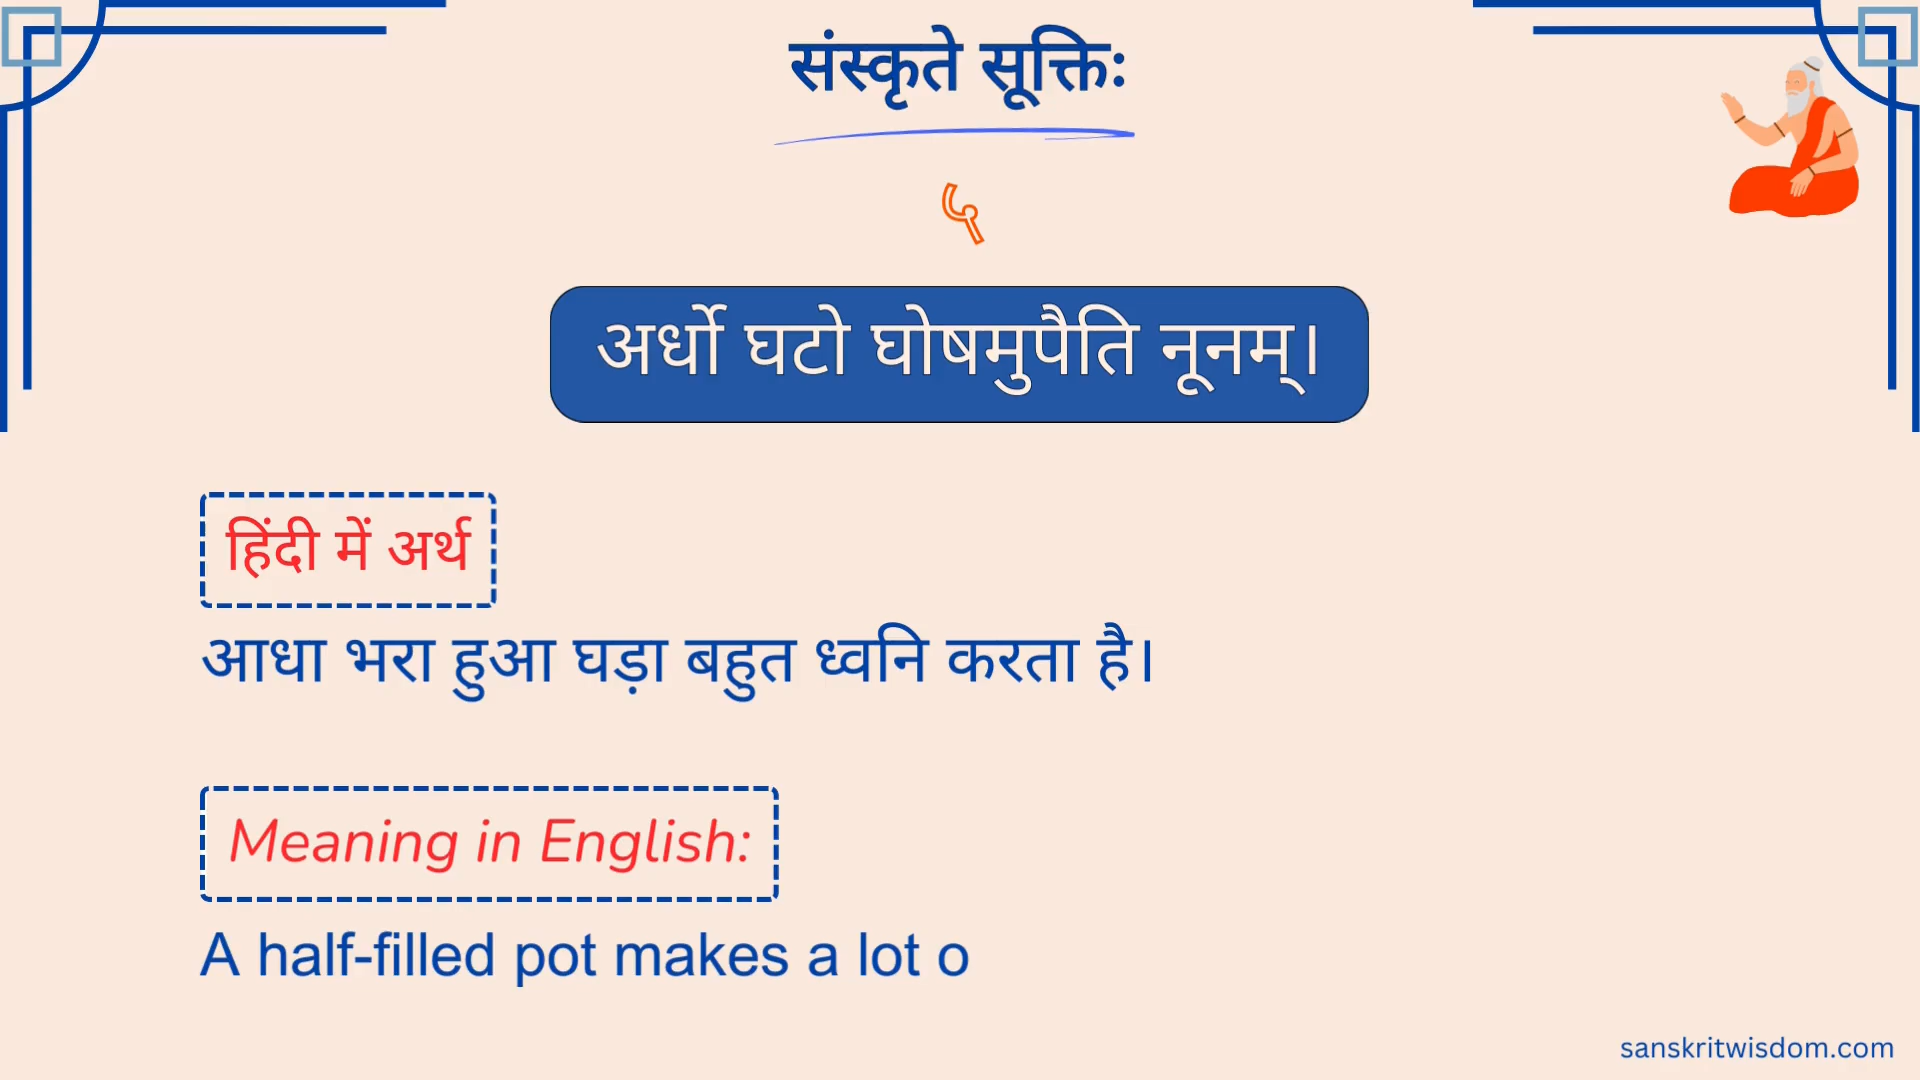 संस्कृते सूक्तिः
५
अर्धो घटो घोषमुपैति नूनम्।
हिंदी में अर्थ
आधा भरा हुआ घड़ा बहुत ध्वनि करता है।
Meaning in English:
A half-filled pot makes a lot o
sanskritwisdom.com